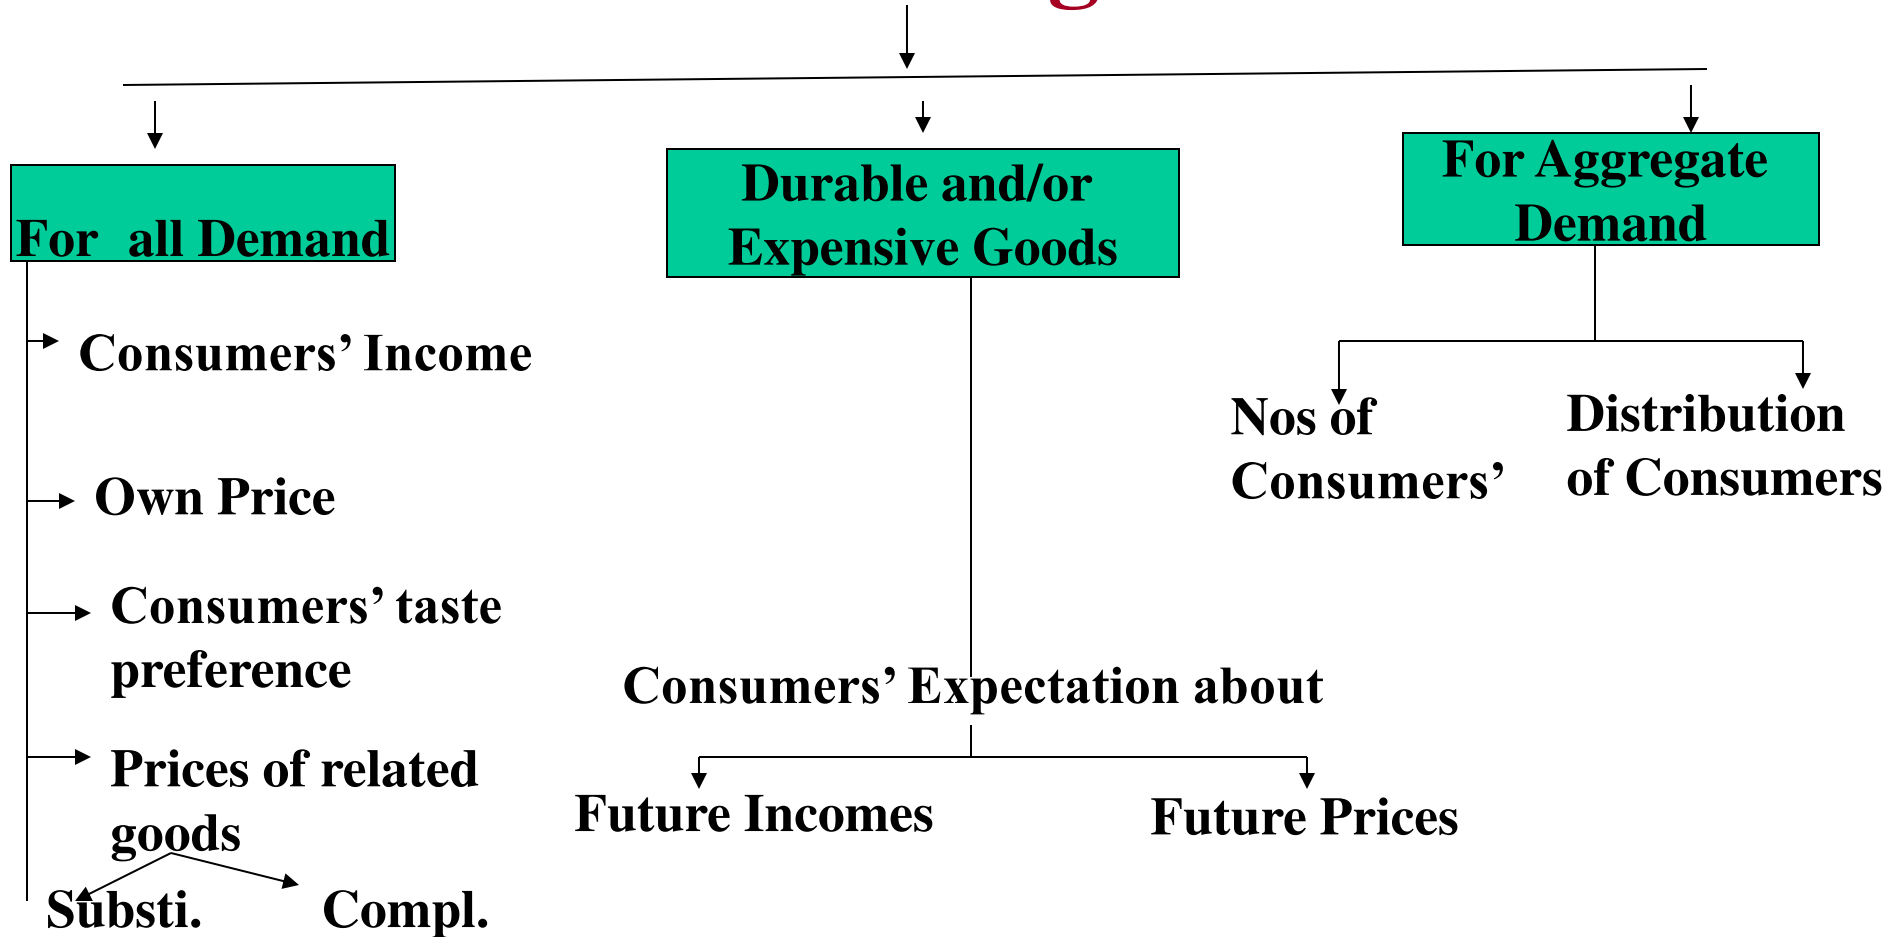 For all Demand
Durable and/or
Expensive Goods
For Aggregate
Demand
Consumers’ Income
Own Price
Consumers’ taste
preference
Prices of related
goods
Substi.
Compl.
Consumers’ Expectation about
Future Incomes
Future Prices
Nos of
Consumers’
Distribution
of Consumers